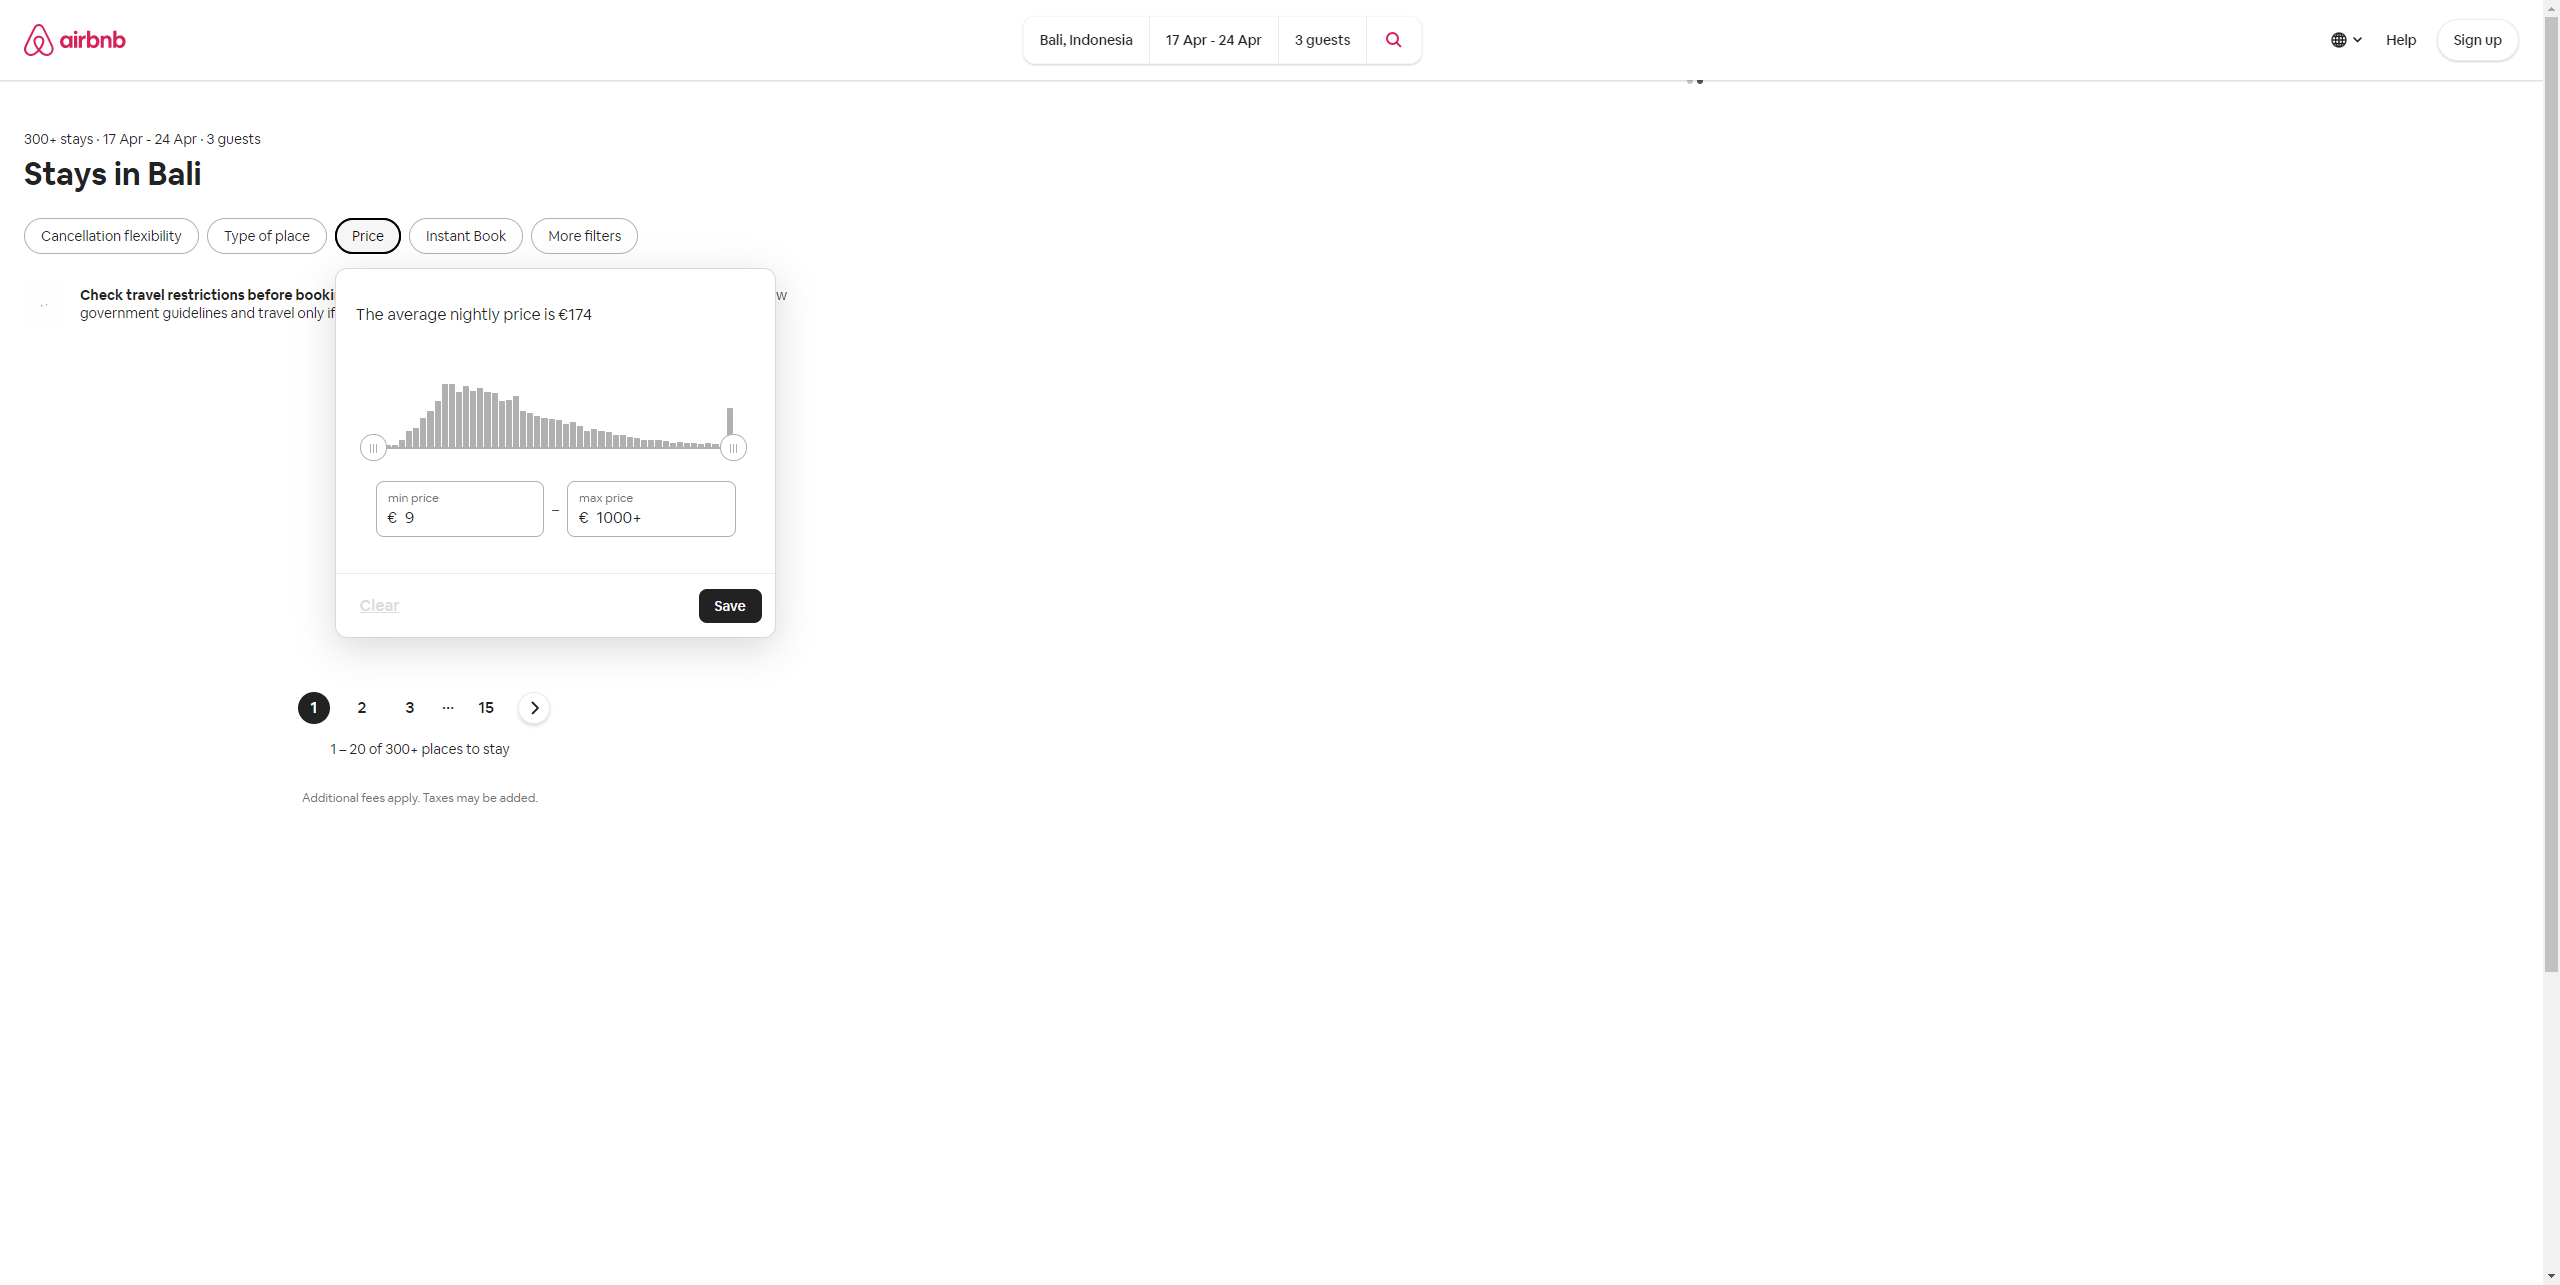 airbnb
Bali, Indonesia
17 Apr - 24 Apr
3 guests
Help
Sign up
300+ stays · 17 Apr - 24 Apr · 3 guests
Stays in Bali
Cancellation flexibility
Type of place
Price
Instant Book
More filters
Check travel restrictions before
government guidelines and travel only if
The average nightly price is €174
min price
€ 9
–
max price
€ 1000+
Clear
Save
1 2 3 ... 15
1 – 20 of 300+ places to stay
Additional fees apply. Taxes may be added.